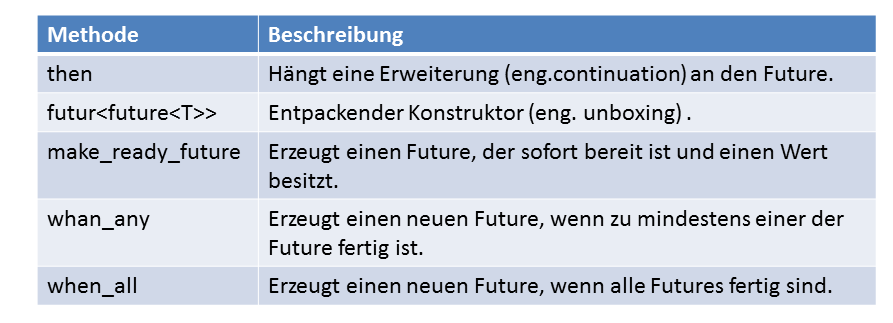 Methode Beschreibung
then Hängt eine Erweiterung (eng.continuation) an den Future.
futur<future<T>> Entpackender Konstruktor (eng. unboxing) .
make_ready_future Erzeugt einen Future, der sofort bereit ist und einen Wert
besitzt.
whan_any Erzeugt einen neuen Future, wenn zu mindestens einer der
Future fertig ist.
when_all Erzeugt einen neuen Future, wenn alle Futures fertig sind.